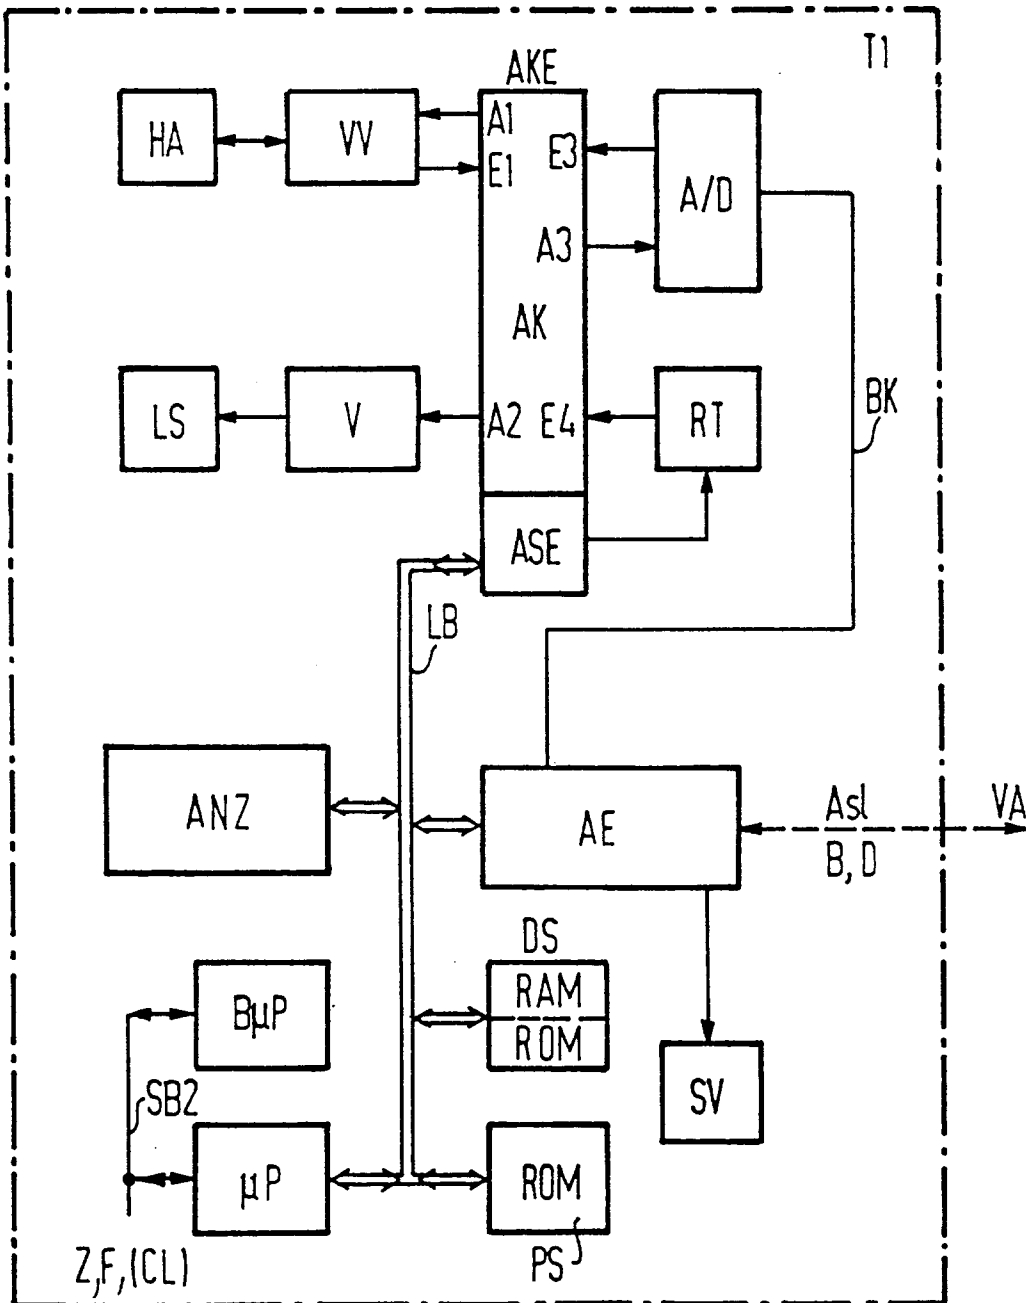 T1
AKE
HA
VV
A1
E1
E3
A/D
A3
AK
BK
LS
V
A2
E4
RT
ASE
LB
ANZ
AE
Asl
B, D
VA
DS
RAM
ROM
BµP
SB2
SV
µP
ROM
PS
Z,F,(CL)